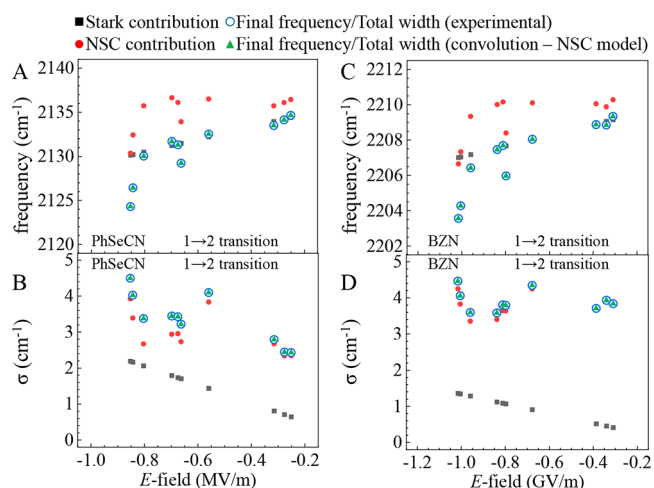 Stark contribution Final frequency/Total width (experimental)
NSC contribution Final frequency/Total width (convolution – NSC model)
A
frequency (cm⁻¹)
2140
2135
2130
2125
2120
PhSeCN 1→2 transition
B
σ (cm⁻¹)
5
4
3
2
1
0
PhSeCN 1→2 transition
-1.0 -0.8 -0.6 -0.4 -0.2
E-field (MV/m)
C
frequency (cm⁻¹)
2210
2208
2206
2204
2202
BZN 1→2 transition
D
σ (cm⁻¹)
5
4
3
2
1
0
BZN 1→2 transition
-1.2 -1.0 -0.8 -0.6 -0.4 -0.2
E-field (GV/m)